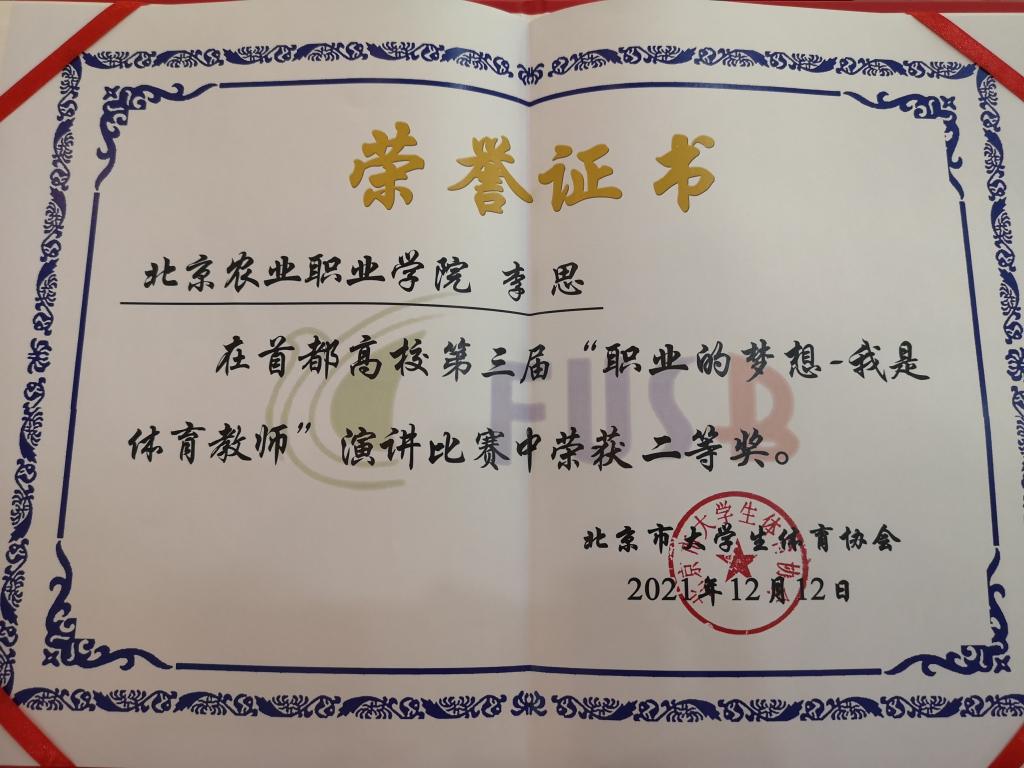 荣誉证书
北京农业职业学院 李思
在首都高校第三届“职业的梦想-我是
体育教师”演讲比赛中荣获二等奖。
北京市大学生体育协会
2021年12月12日